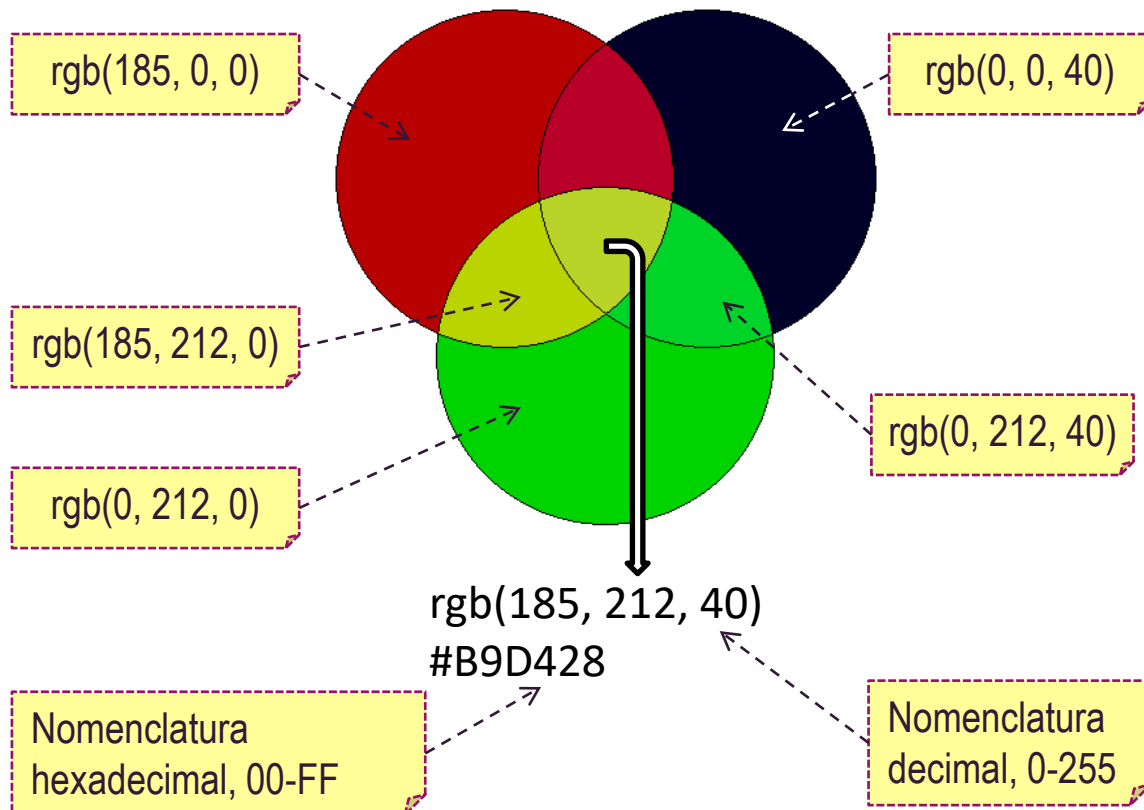 rgb(185, 0, 0)
rgb(0, 0, 40)
rgb(185, 212, 0)
rgb(0, 212, 40)
rgb(0, 212, 0)
rgb(185, 212, 40)
#B9D428
Nomenclatura
hexadecimal, 00-FF
Nomenclatura
decimal, 0-255